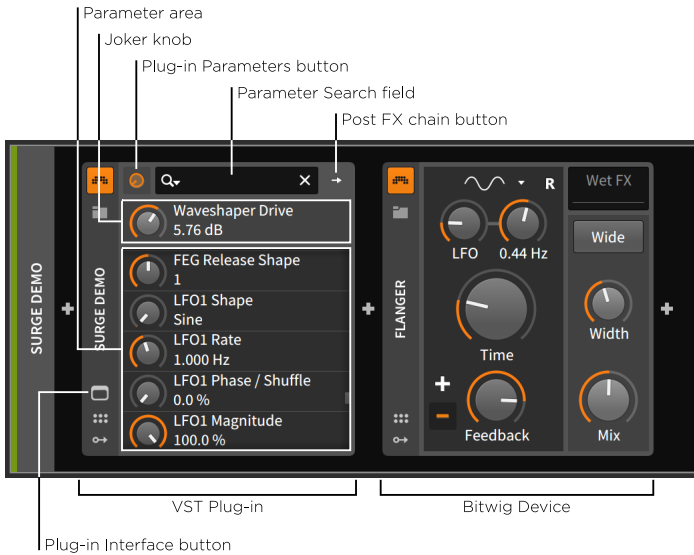 Parameter area
Joker knob
Plug-in Parameters button
Parameter Search field
Post FX chain button
SURGE DEMO
SURGE DEMO
Waveshaper Drive
5.76 dB
FEG Release Shape
1
LFO1 Shape
Sine
LFO1 Rate
1.000 Hz
LFO1 Phase / Shuffle
0.0 %
LFO1 Magnitude
100.0 %
FLANGER
R
LFO
0.44 Hz
Time
Feedback
Wet FX
Wide
Width
Mix
VST Plug-in
Bitwig Device
Plug-in Interface button